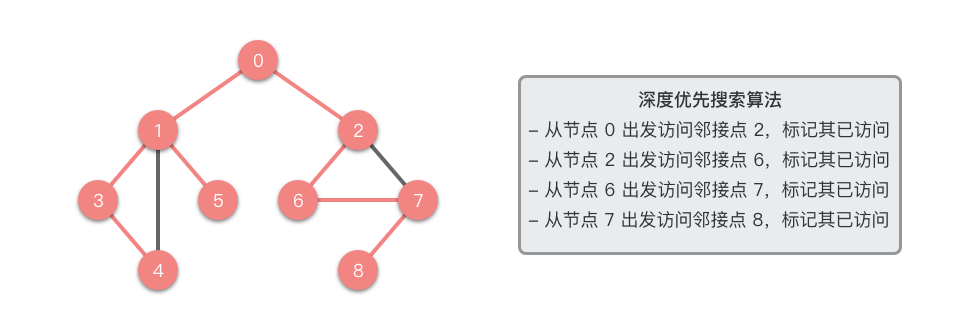 0
1
2
3
5
6
7
4
8
深度优先搜索算法
– 从节点 0 出发访问邻接点 2，标记其已访问
– 从节点 2 出发访问邻接点 6，标记其已访问
– 从节点 6 出发访问邻接点 7，标记其已访问
– 从节点 7 出发访问邻接点 8，标记其已访问